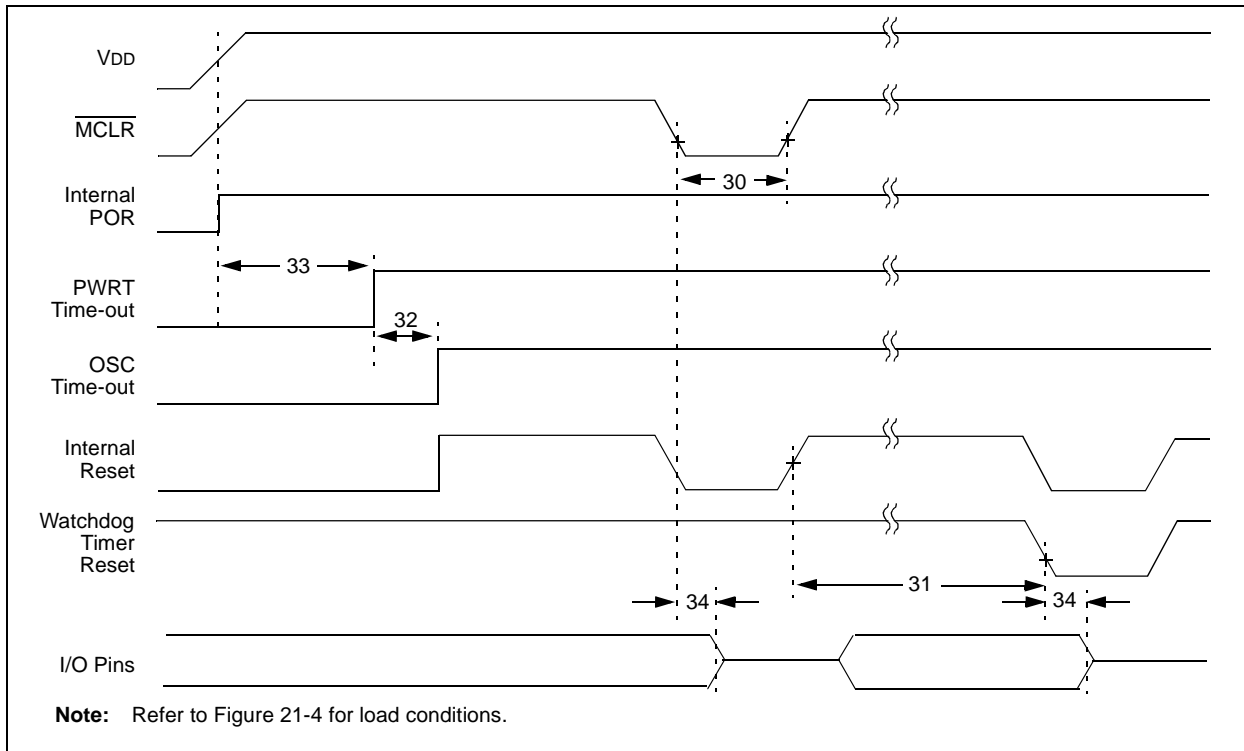 VDD
MCLR
30
Internal
POR
33
PWRT
Time-out
32
OSC
Time-out
Internal
Reset
Watchdog
Timer
Reset
31
34
34
I/O Pins
Note: Refer to Figure 21-4 for load conditions.